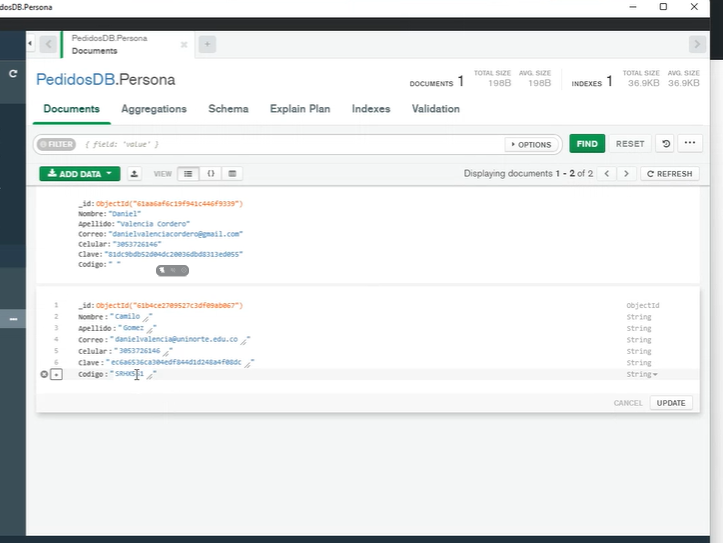 dosDB.Persona
PedidosDB.Persona
Documents
PedidosDB.Persona
DOCUMENTS 1 TOTAL SIZE 198B AVG. SIZE 198B INDEXES 1 TOTAL SIZE 36.9KB AVG. SIZE 36.9KB
Documents Aggregations Schema Explain Plan Indexes Validation
FILTER { field: 'value' } OPTIONS FIND RESET
ADD DATA VIEW Displaying documents 1 - 2 of 2 REFRESH
_id:ObjectId("61aa6af6c19f941c446f9339")
Nombre:"Daniel"
Apellido:"Valencia Cordero"
Correo:"danielvalenciacordero@gmail.com"
Celular:"3053726146"
Clave:"81dc9bdb52d04dc20036dbd8313ed055"
Codigo:" "
1 _id:ObjectId("61b4ce2709527c3df09ab067") ObjectId
2 Nombre:"Camilo " String
3 Apellido:"Gomez " String
4 Correo:"danielvalencia@uninorte.edu.co " String
5 Celular:"3053726146 " String
6 Clave:"ec6a6536ca304edf844d1d248a4f08dc " String
Codigo: String
CANCEL UPDATE